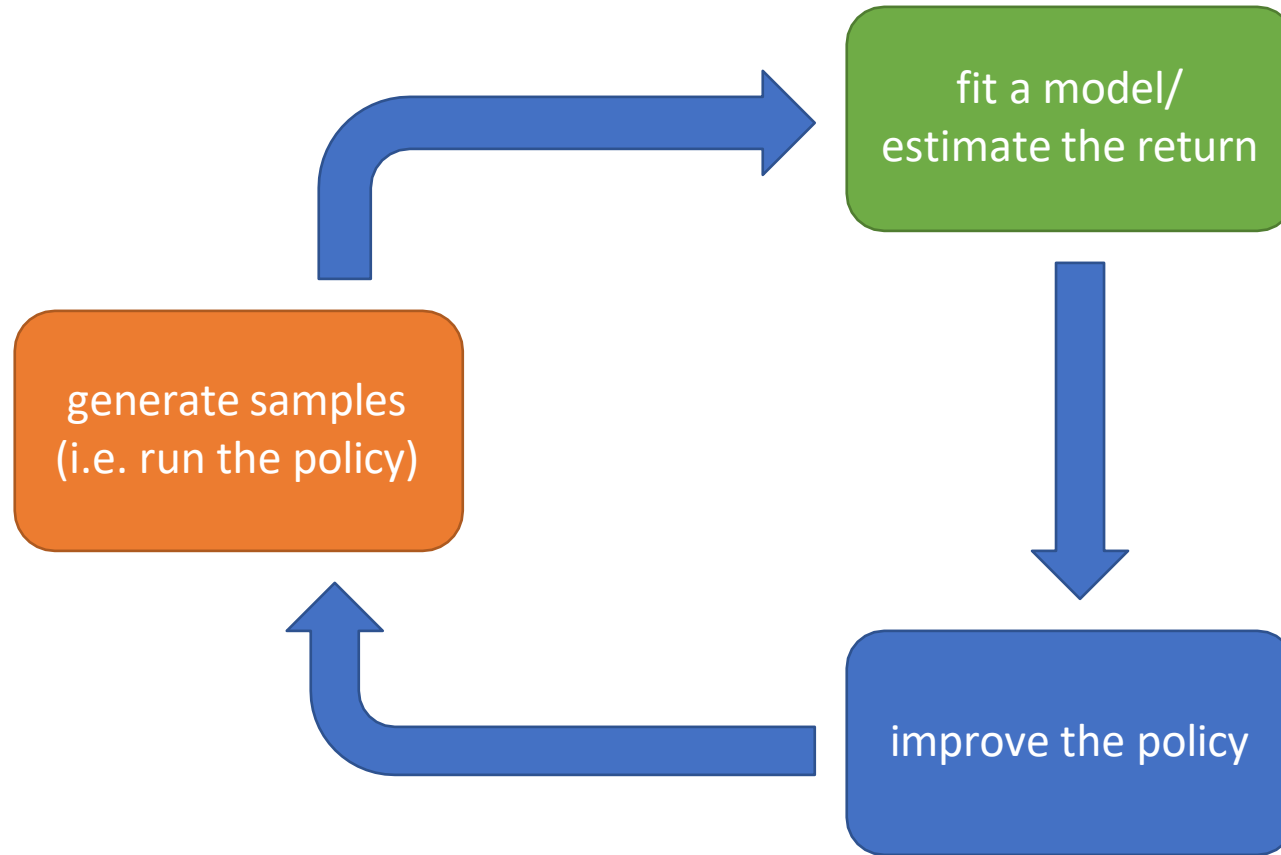 fit a model/
estimate the return
generate samples
(i.e. run the policy)
improve the policy